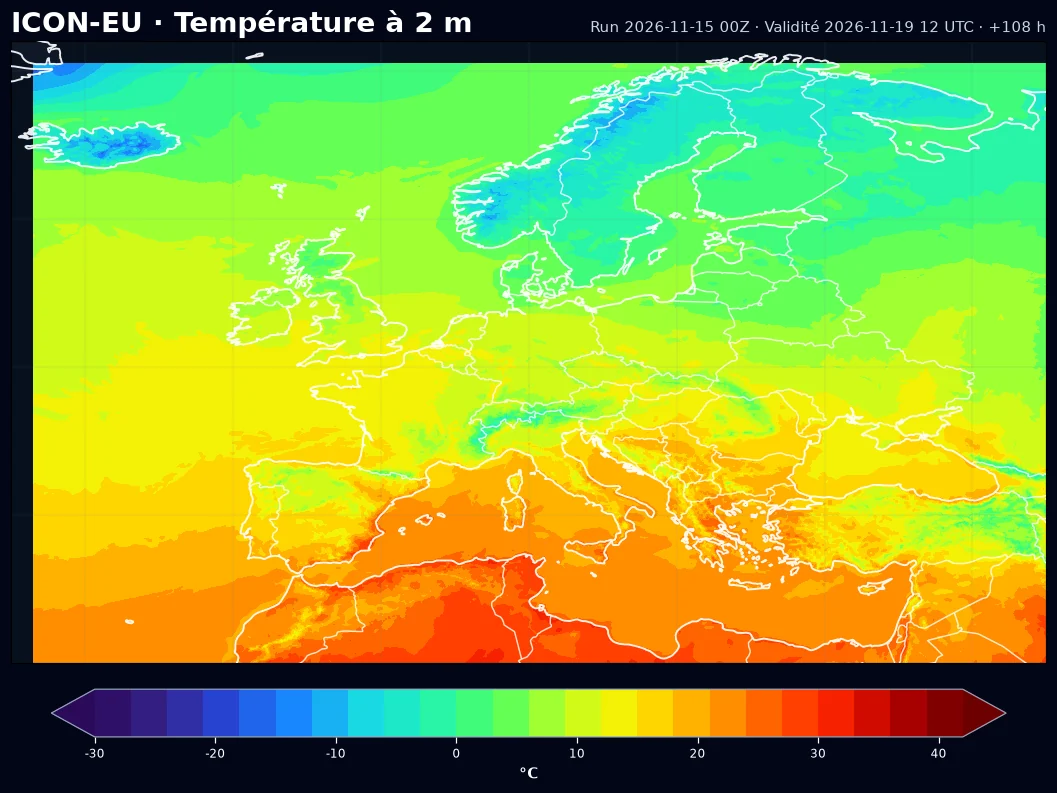 ICON-EU · Température à 2 m
Run 2026-11-15 00Z · Validité 2026-11-19 12 UTC · +108 h
-30 -20 -10 0 10 20 30 40
°C